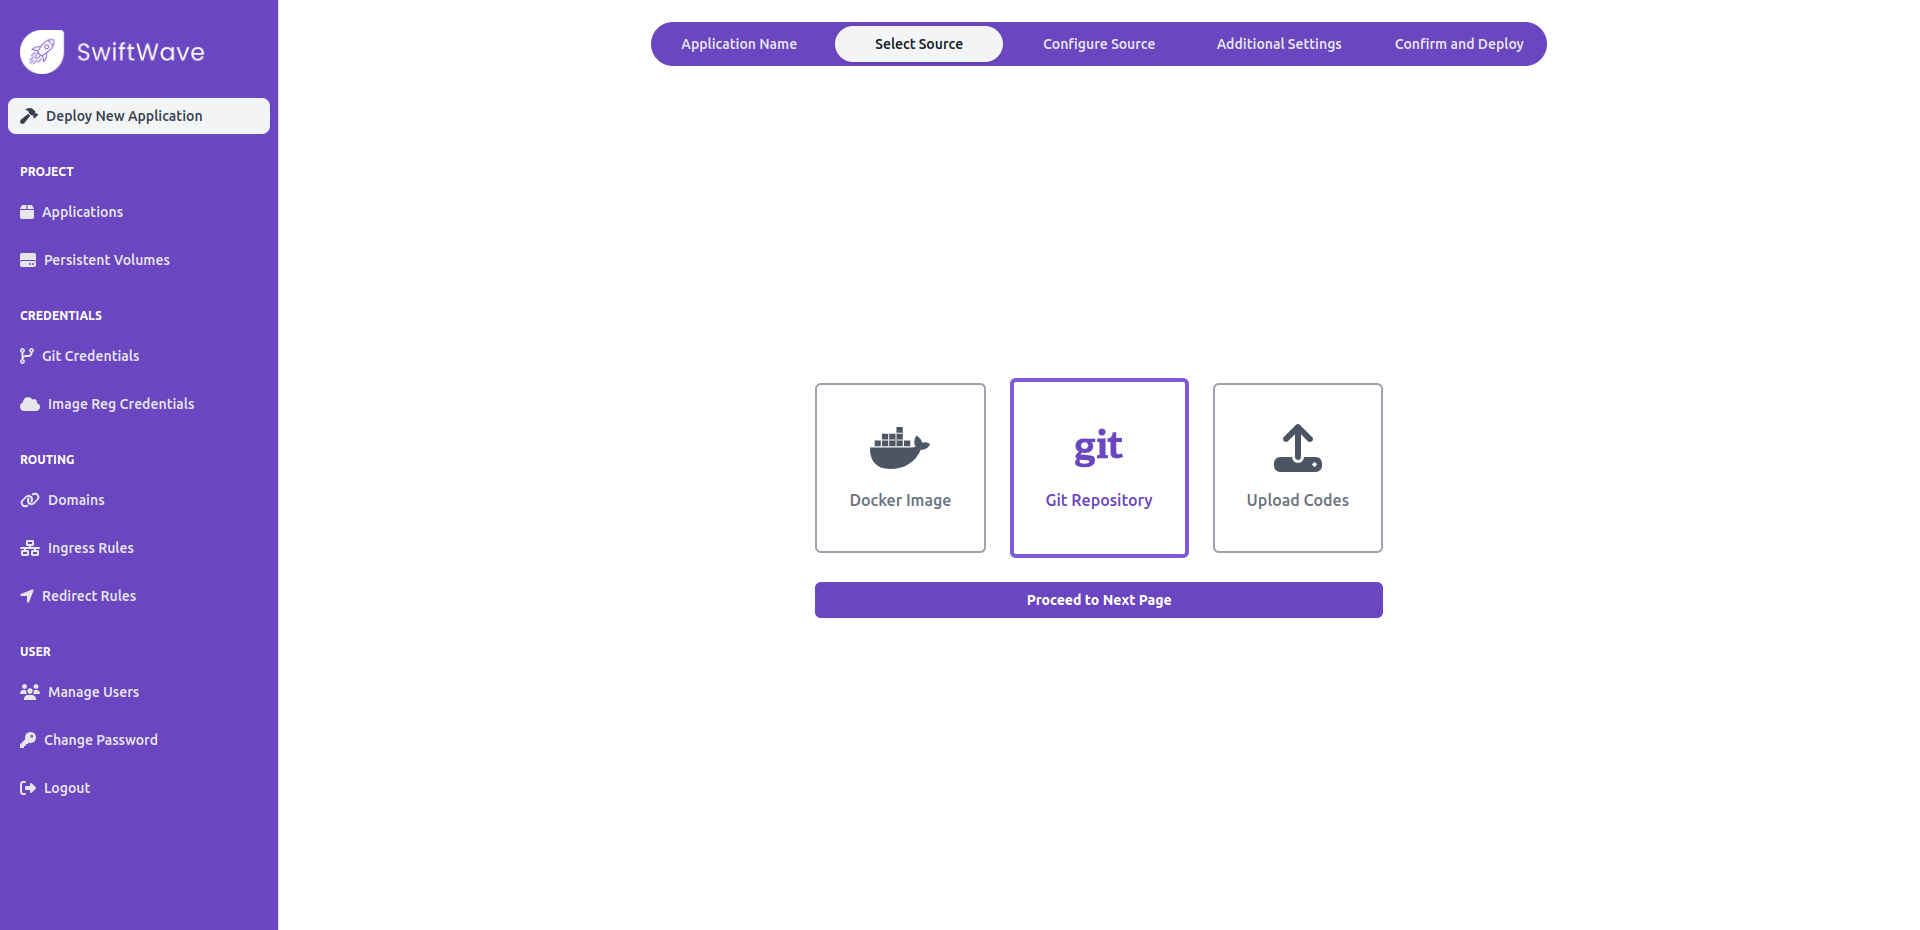 SwiftWave
Deploy New Application
PROJECT
Applications
Persistent Volumes
CREDENTIALS
Git Credentials
Image Reg Credentials
ROUTING
Domains
Ingress Rules
Redirect Rules
USER
Manage Users
Change Password
Logout
Application Name
Select Source
Configure Source
Additional Settings
Confirm and Deploy
Docker Image
git
Git Repository
Upload Codes
Proceed to Next Page